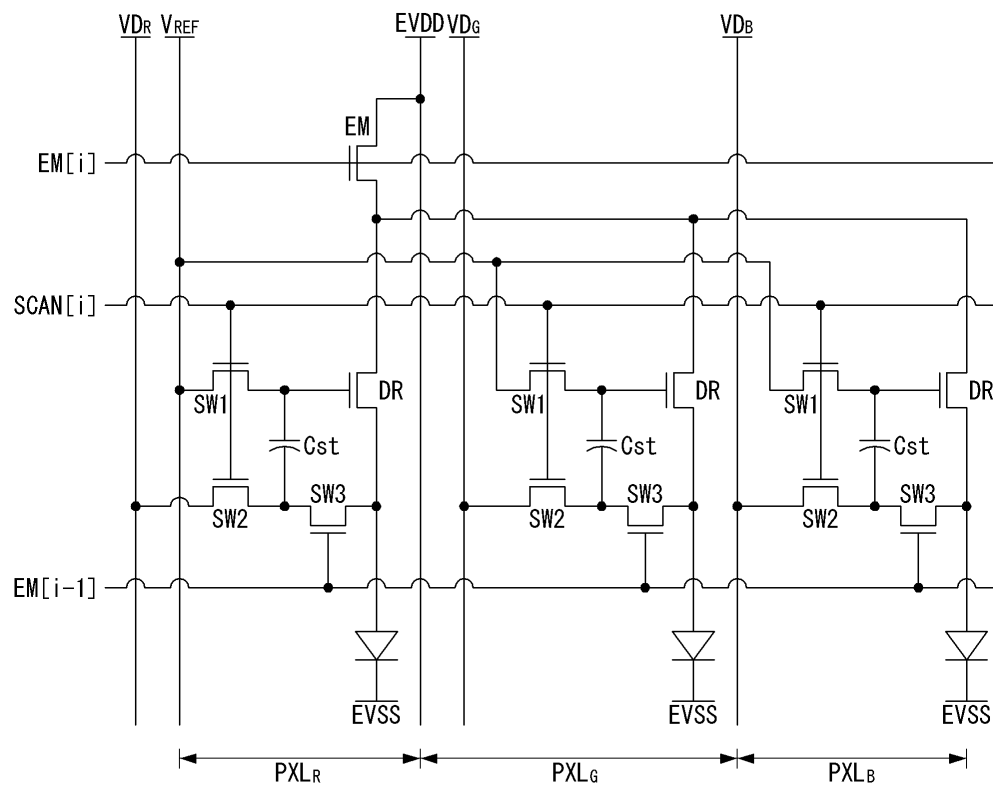 VDR VREF EVDD VDG VDB
EM
EM[i]
SCAN[i]
DR DR DR
SW1 SW1 SW1
Cst Cst Cst
SW3 SW3 SW3
SW2 SW2 SW2
EM[i-1]
EVSS EVSS EVSS
PXLR PXLG PXLB